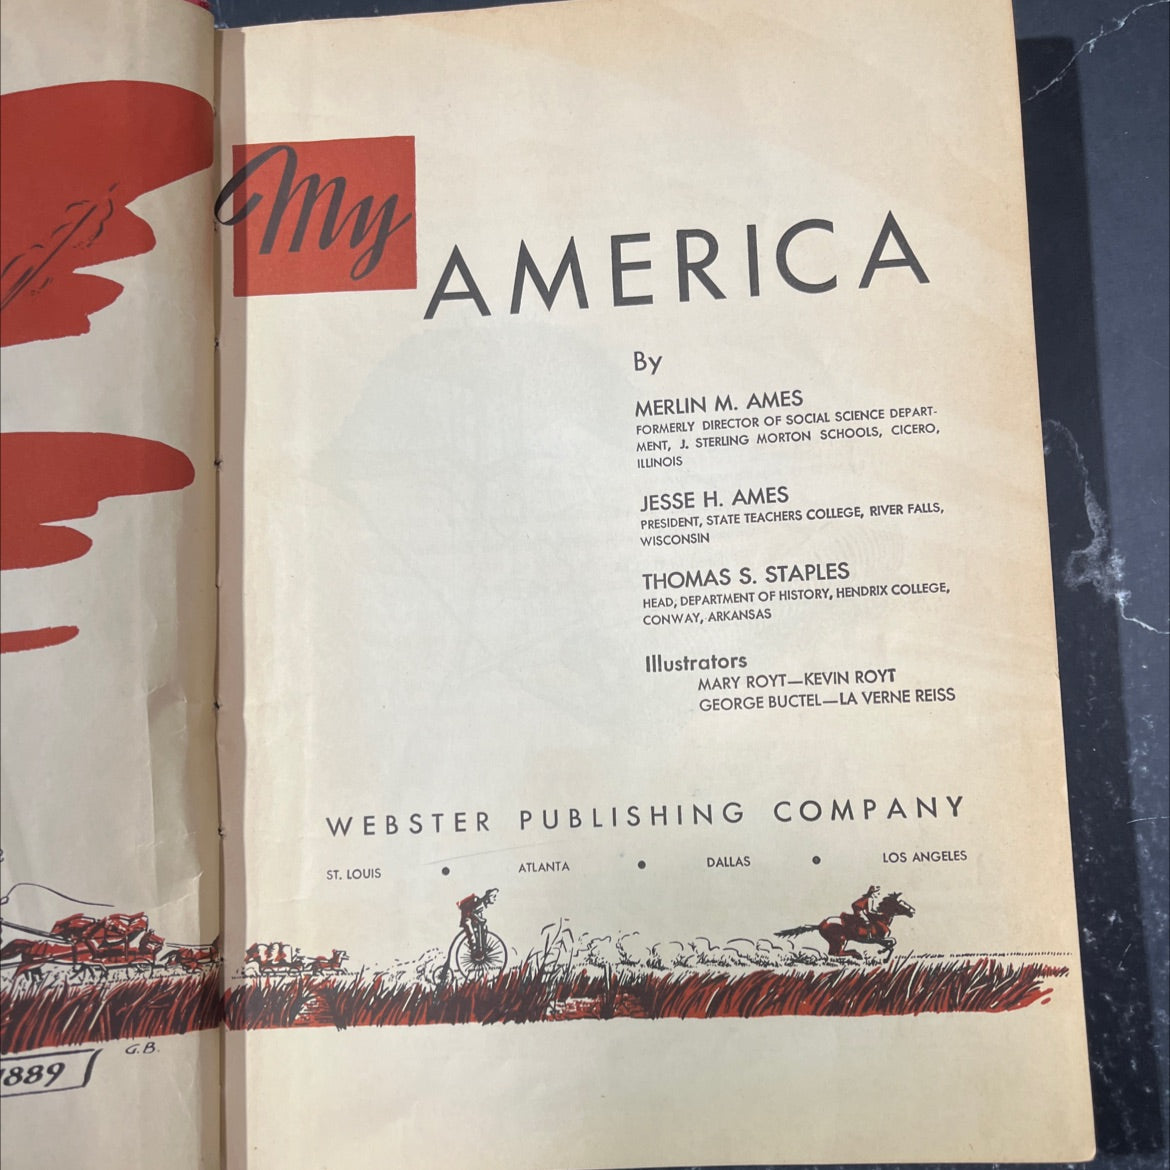 My
AMERICA
By
MERLIN M. AMES
FORMERLY DIRECTOR OF SOCIAL SCIENCE DEPART-
MENT, J. STERLING MORTON SCHOOLS, CICERO,
ILLINOIS
JESSE H. AMES
PRESIDENT, STATE TEACHERS COLLEGE, RIVER FALLS,
WISCONSIN
THOMAS S. STAPLES
HEAD, DEPARTMENT OF HISTORY, HENDRIX COLLEGE,
CONWAY, ARKANSAS
Illustrators
MARY ROYT—KEVIN ROYT
GEORGE BUCTEL—LA VERNE REISS
WEBSTER PUBLISHING COMPANY
ST. LOUIS ● ATLANTA ● DALLAS ● LOS ANGELES
G.B.
1889